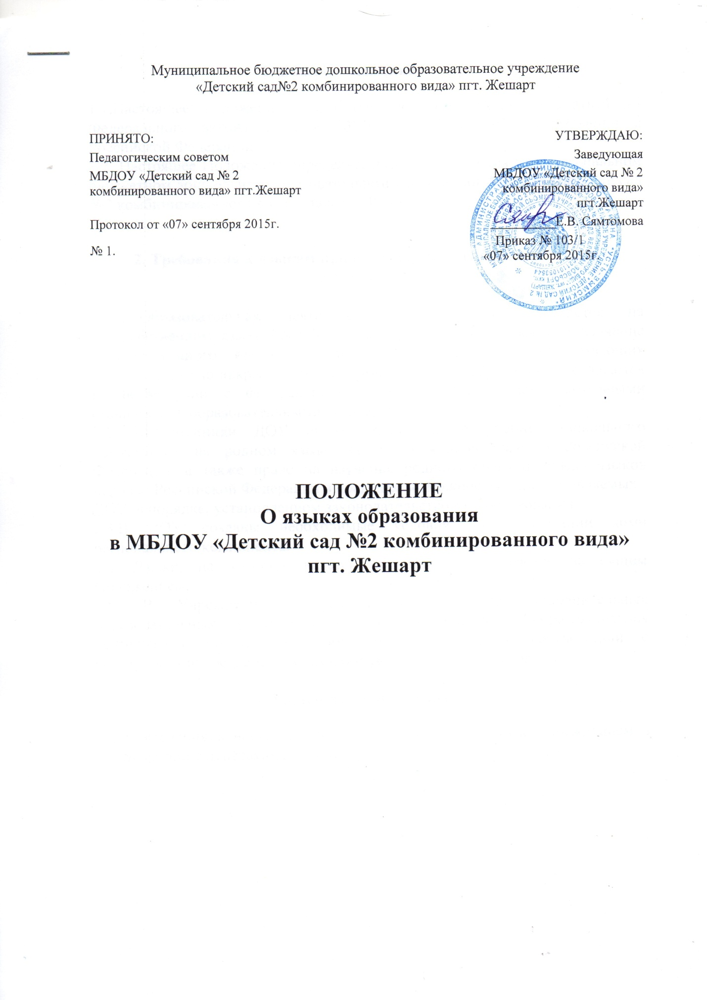 Муниципальное бюджетное дошкольное образовательное учреждение
«Детский сад№2 комбинированного вида» пгт. Жешарт
ПРИНЯТО:
Педагогическим советом
МБДОУ «Детский сад № 2
комбинированного вида» пгт.Жешарт
Протокол от «07» сентября 2015г.
№ 1.
УТВЕРЖДАЮ:
Заведующая
МБДОУ «Детский сад № 2
комбинированного вида»
пгт.Жешарт
__________Е.В. Сямтомова
Приказ № 103/1
«07» сентября 2015г.
ПОЛОЖЕНИЕ
О языках образования
в МБДОУ «Детский сад №2 комбинированного вида»
пгт. Жешарт